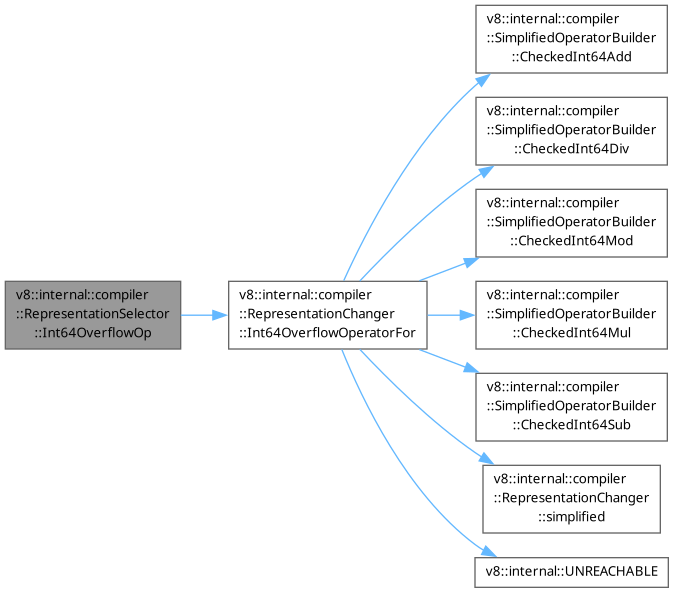 v8::internal::compiler
::SimplifiedOperatorBuilder
::CheckedInt64Add
v8::internal::compiler
::SimplifiedOperatorBuilder
::CheckedInt64Div
v8::internal::compiler
::SimplifiedOperatorBuilder
::CheckedInt64Mod
v8::internal::compiler
::RepresentationSelector
::Int64OverflowOp
v8::internal::compiler
::RepresentationChanger
::Int64OverflowOperatorFor
v8::internal::compiler
::SimplifiedOperatorBuilder
::CheckedInt64Mul
v8::internal::compiler
::SimplifiedOperatorBuilder
::CheckedInt64Sub
v8::internal::compiler
::RepresentationChanger
::simplified
v8::internal::UNREACHABLE